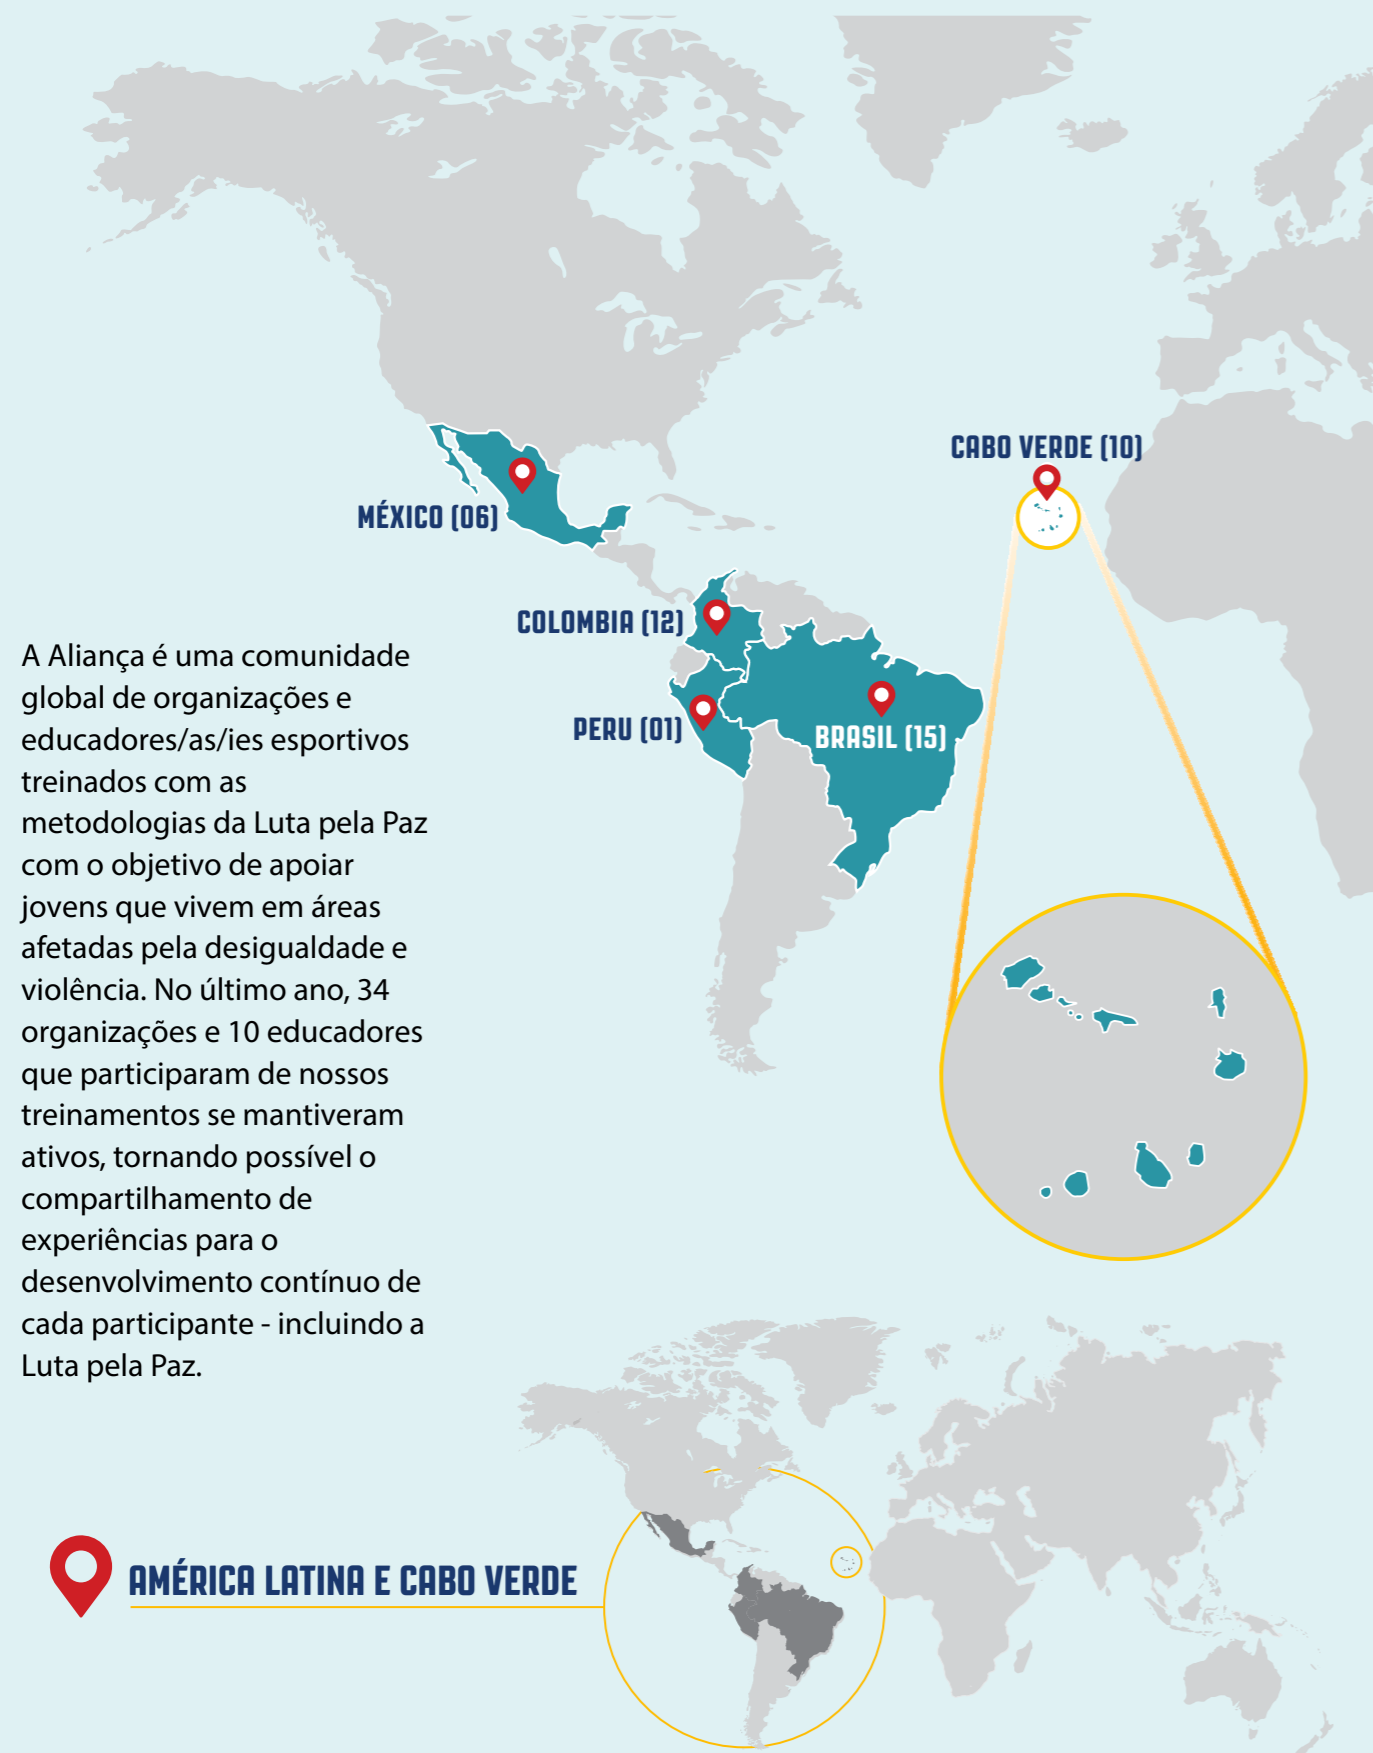 CABO VERDE (10)
MÉXICO (06)
COLOMBIA (12)
PERU (01)
BRASIL (15)
A Aliança é uma comunidade
global de organizações e
educadores/as/ies esportivos
treinados com as
metodologias da Luta pela Paz
com o objetivo de apoiar
jovens que vivem em áreas
afetadas pela desigualdade e
violência. No último ano, 34
organizações e 10 educadores
que participaram de nossos
treinamentos se mantiveram
ativos, tornando possível o
compartilhamento de
experiências para o
desenvolvimento contínuo de
cada participante - incluindo a
Luta pela Paz.
AMÉRICA LATINA E CABO VERDE